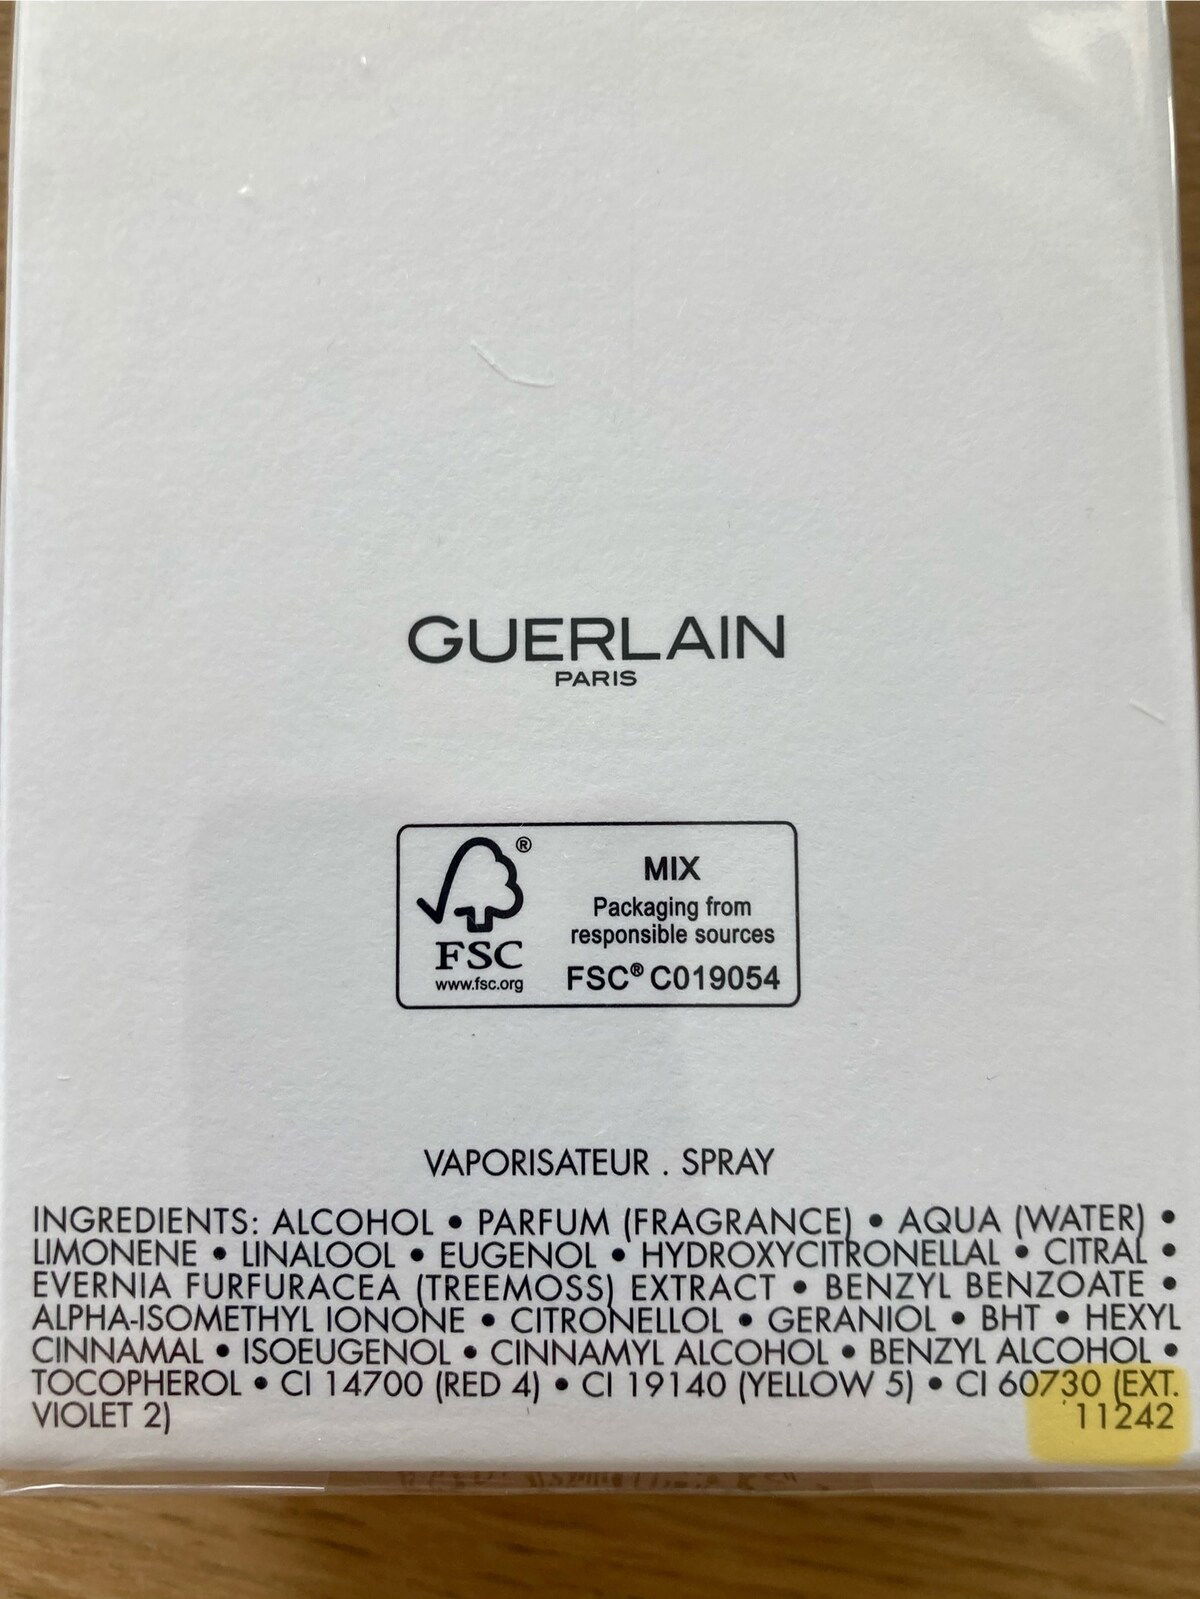 GUERLAIN
PARIS
®
FSC
www.fsc.org
MIX
Packaging from
responsible sources
FSC® C019054
VAPORISATEUR . SPRAY
INGREDIENTS: ALCOHOL • PARFUM (FRAGRANCE) • AQUA (WATER) •
LIMONENE • LINALOOL • EUGENOL • HYDROXYCITRONELLAL • CITRAL •
EVERNIA FURFURACEA (TREEMOSS) EXTRACT • BENZYL BENZOATE •
ALPHA-ISOMETHYL IONONE • CITRONELLOL • GERANIOL • BHT • HEXYL
CINNAMAL • ISOEUGENOL • CINNAMYL ALCOHOL • BENZYL ALCOHOL •
TOCOPHEROL • CI 14700 (RED 4) • CI 19140 (YELLOW 5) • CI 60730 (EXT.
VIOLET 2) 11242